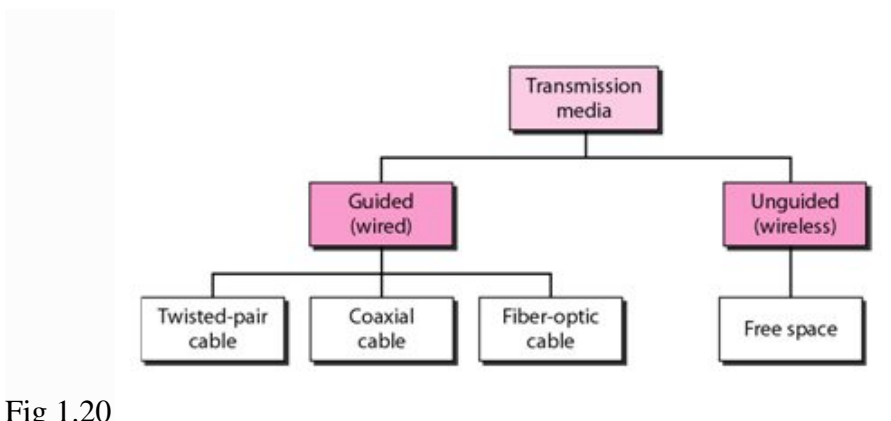 Transmission
media
Guided
(wired)
Unguided
(wireless)
Twisted-pair
cable
Coaxial
cable
Fiber-optic
cable
Free space
Fig 1.20